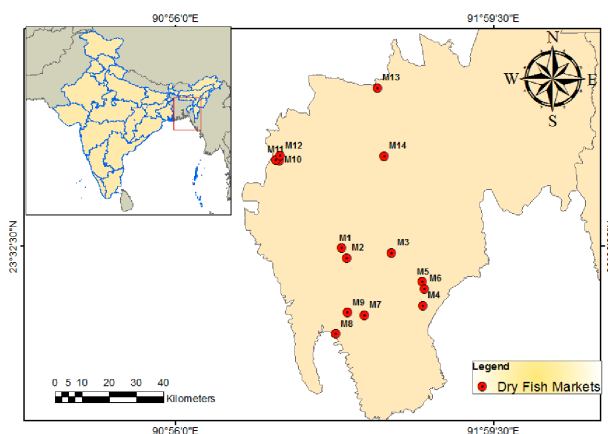 90°56'0"E 91°59'30"E
N
W E
S
M13
M12
M11
M10
M14
M1
M2
M3
M5
M6
M4
M9
M7
M8
23°32'30"N
Legend
Dry Fish Markets
0 5 10 20 30 40
Kilometers
90°56'0"E 91°59'30"E